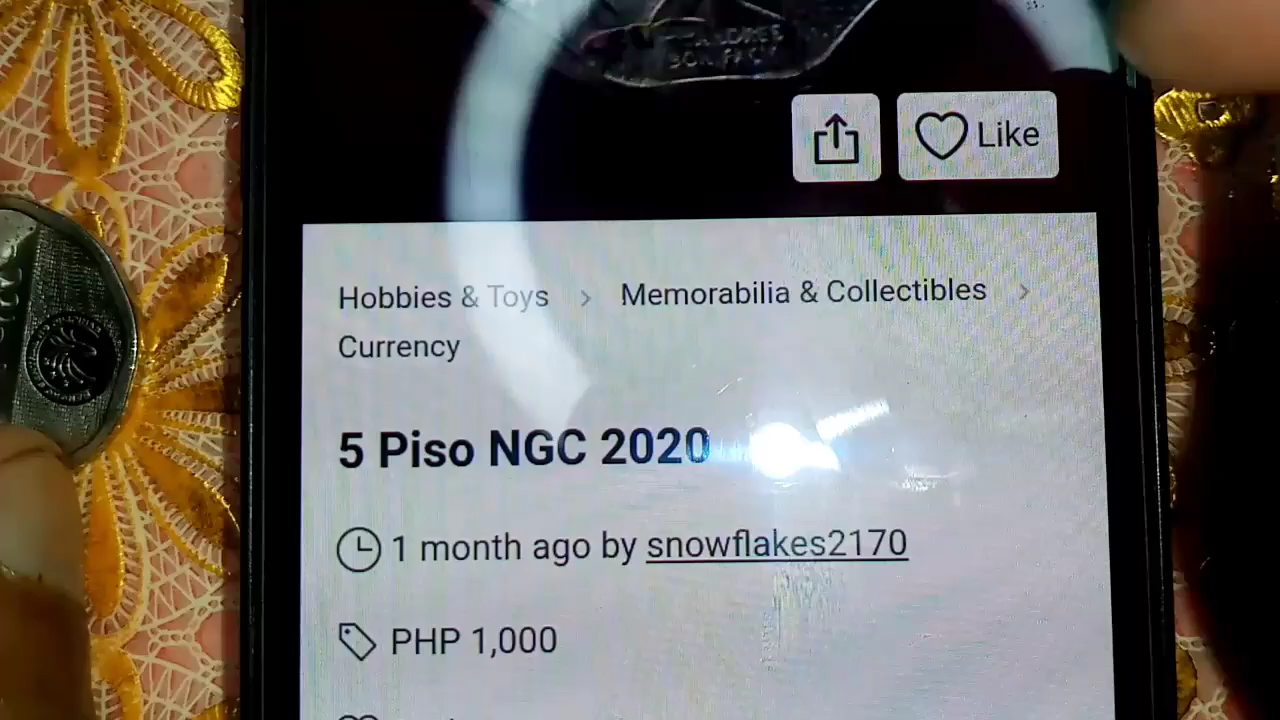 Like
Hobbies & Toys > Memorabilia & Collectibles >
Currency
5 Piso NGC 2020
1 month ago by snowflakes2170
PHP 1,000